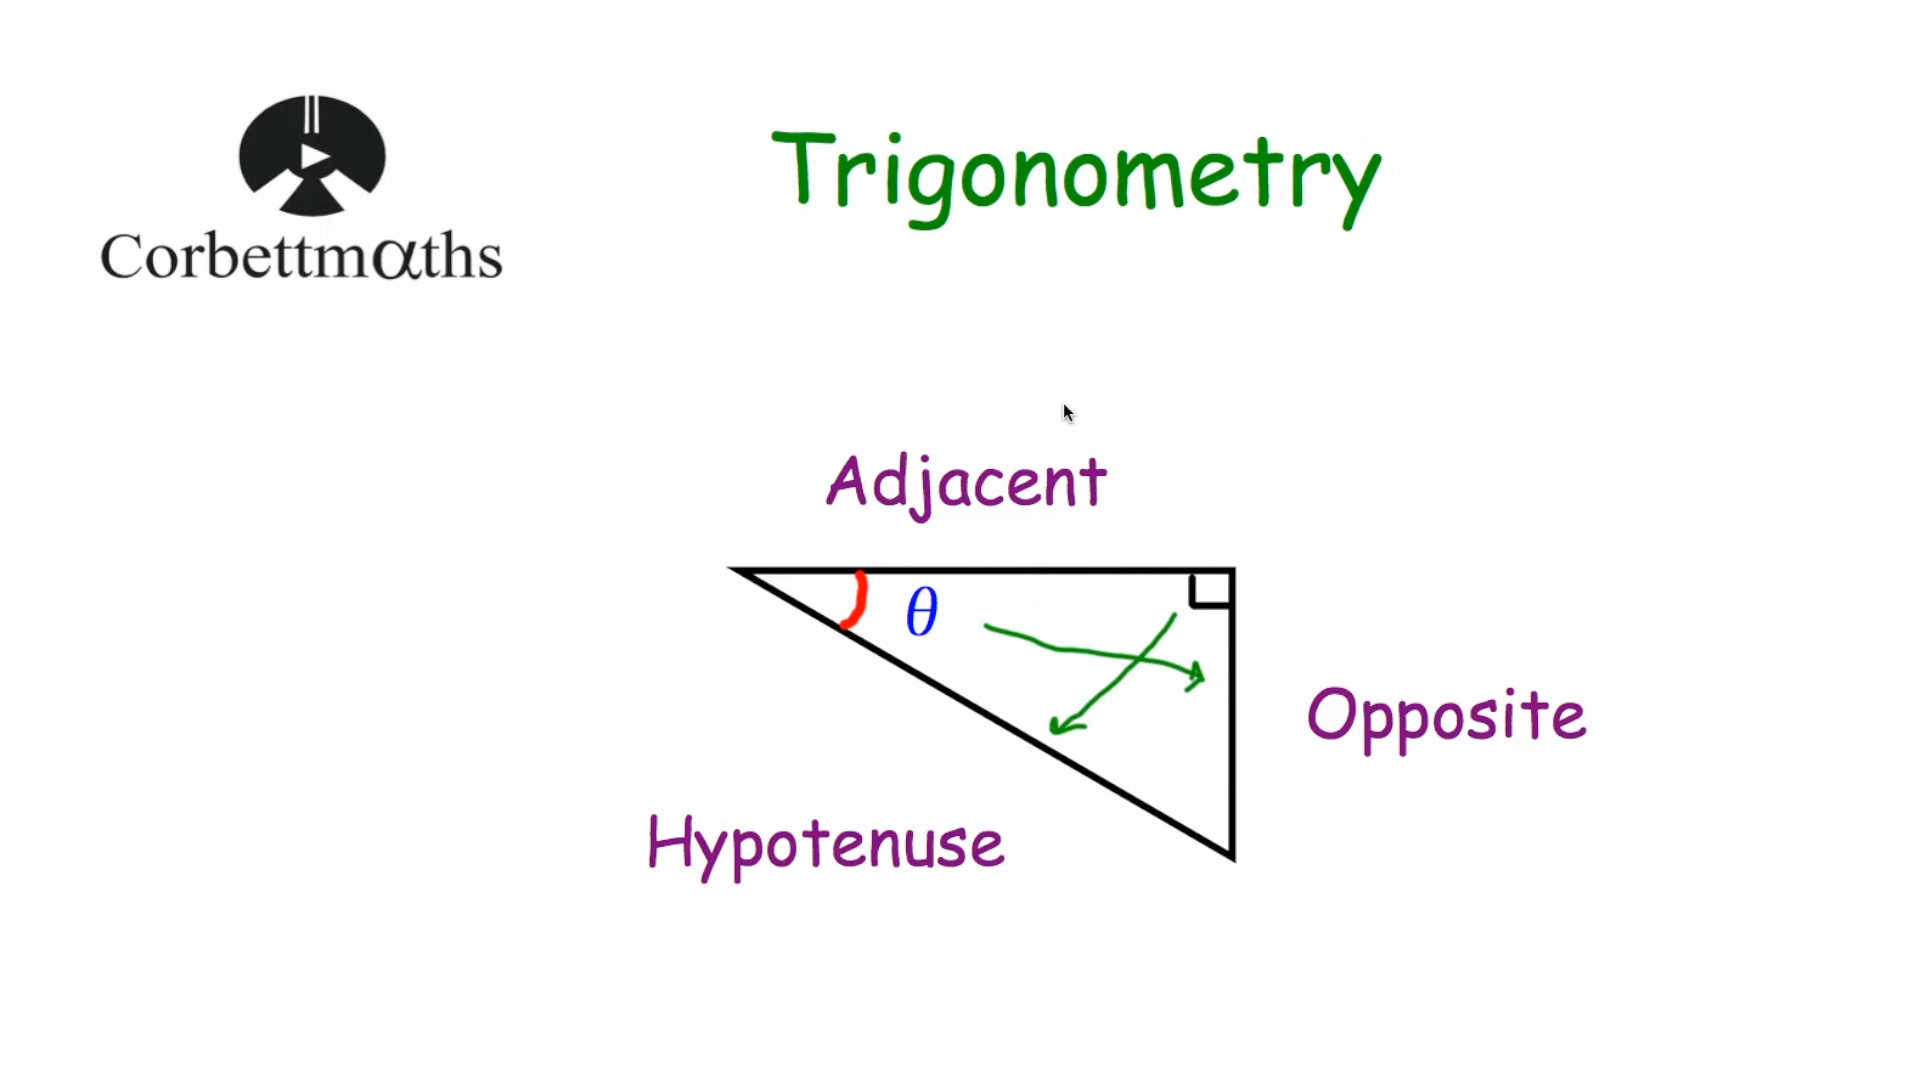 Trigonometry
Corbettmαths
Adjacent
θ
Opposite
Hypotenuse